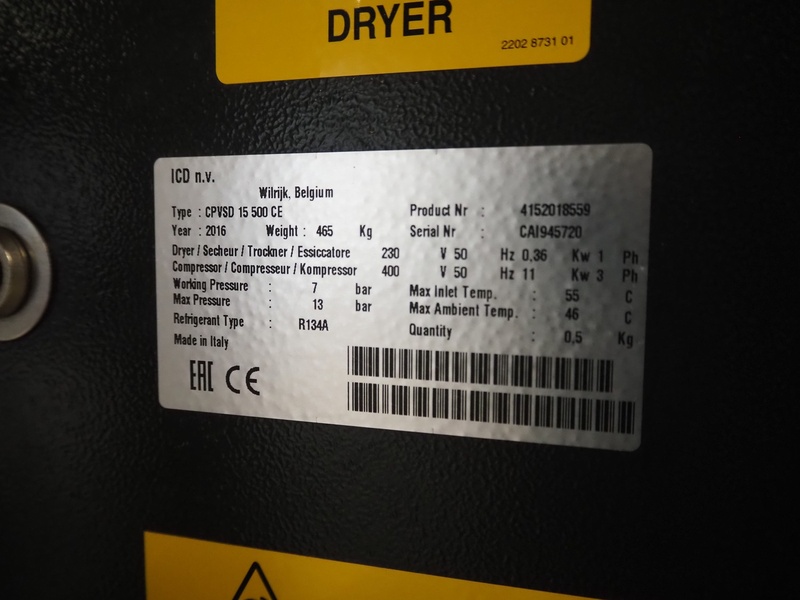 DRYER
2202 8731 01
ICD n.v.
Wilrijk, Belgium
Type : CPVSD 15 500 CE Product Nr : 4152018559
Year : 2016 Weight : 465 Kg Serial Nr : CAI945720
Dryer / Secheur / Trockner / Essiccatore 230 V 50 Hz 0,36 Kw 1 Ph
Compressor / Compresseur / Kompressor 400 V 50 Hz 11 Kw 3 Ph
Working Pressure : 7 bar Max Inlet Temp. : 55 C
Max Pressure : 13 bar Max Ambient Temp. : 46 C
Refrigerant Type : R134A Quantity : 0,5 Kg
Made in Italy
EAC CE